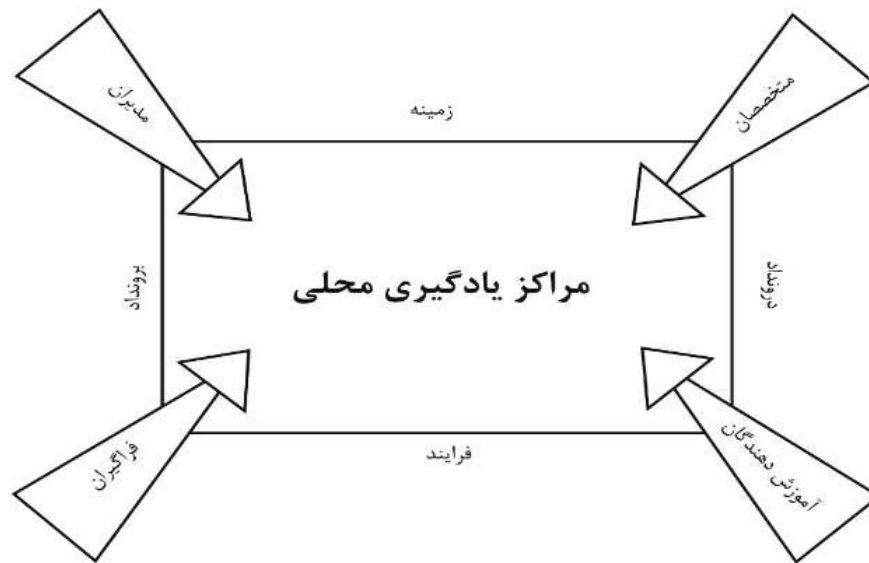 متخصصان
زمینه
مدیران
درونداد
مراکز یادگیری محلی
برونداد
آموزش دهندگان
فرایند
فراگیران